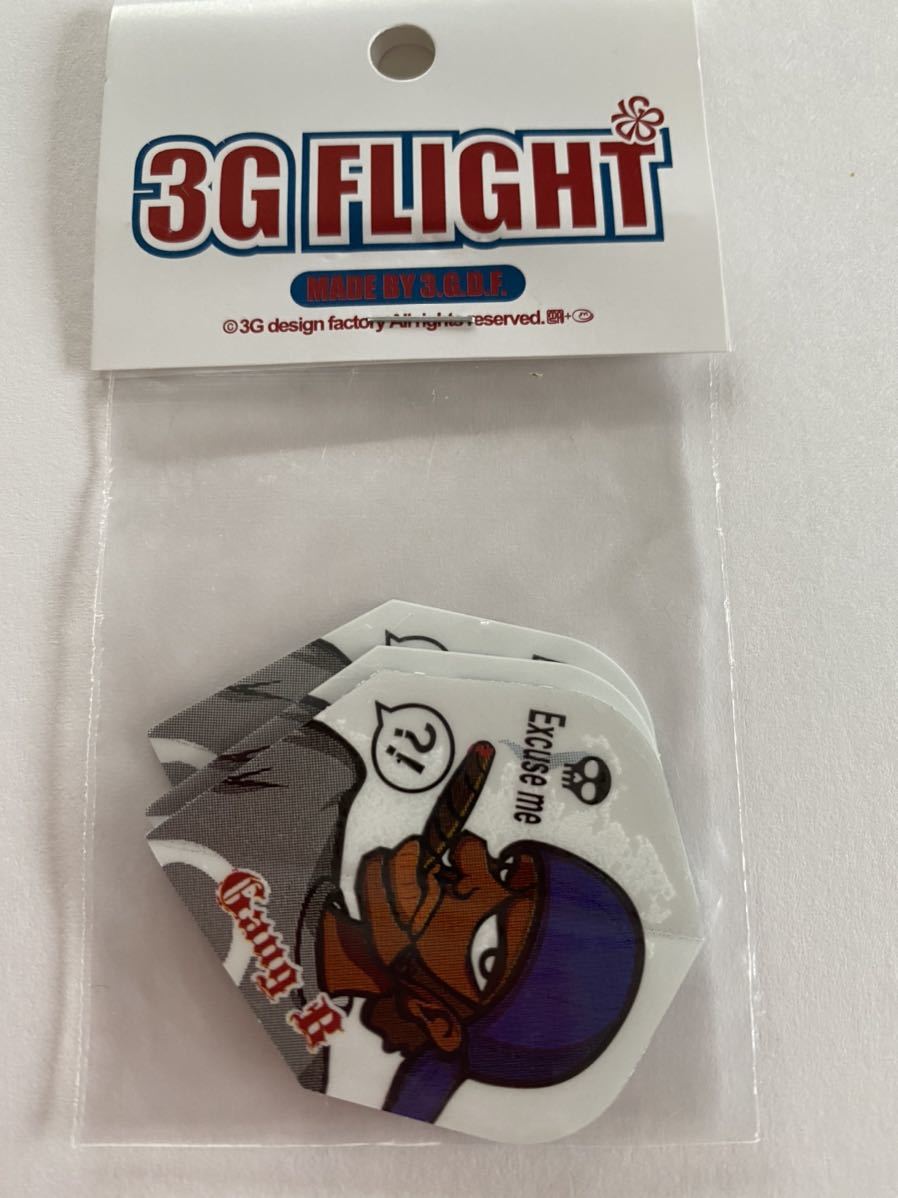 3G FLIGHT
MADE BY 3.G.D.F.
©3G design factory All rights reserved.
?!
Excuse me
Gang R